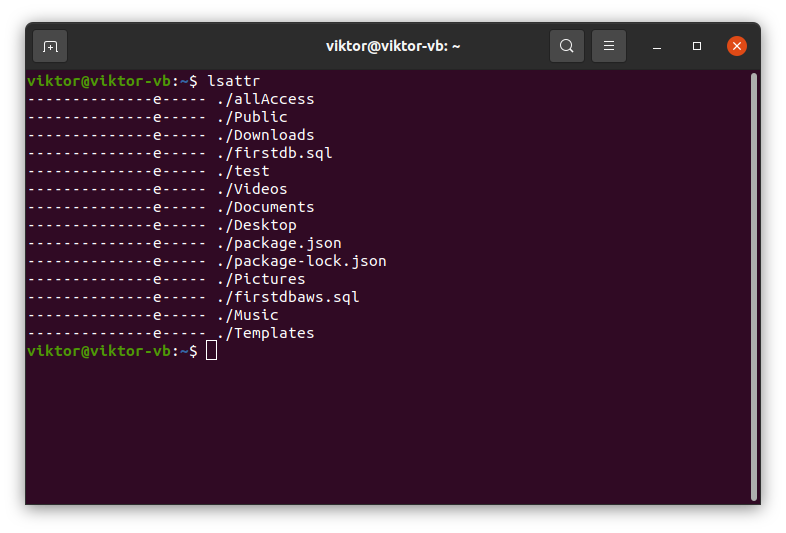 viktor@viktor-vb: ~
viktor@viktor-vb:~$ lsattr
--------------e----- ./allAccess
--------------e----- ./Public
--------------e----- ./Downloads
--------------e----- ./firstdb.sql
--------------e----- ./test
--------------e----- ./Videos
--------------e----- ./Documents
--------------e----- ./Desktop
--------------e----- ./package.json
--------------e----- ./package-lock.json
--------------e----- ./Pictures
--------------e----- ./firstdbaws.sql
--------------e----- ./Music
--------------e----- ./Templates
viktor@viktor-vb:~$